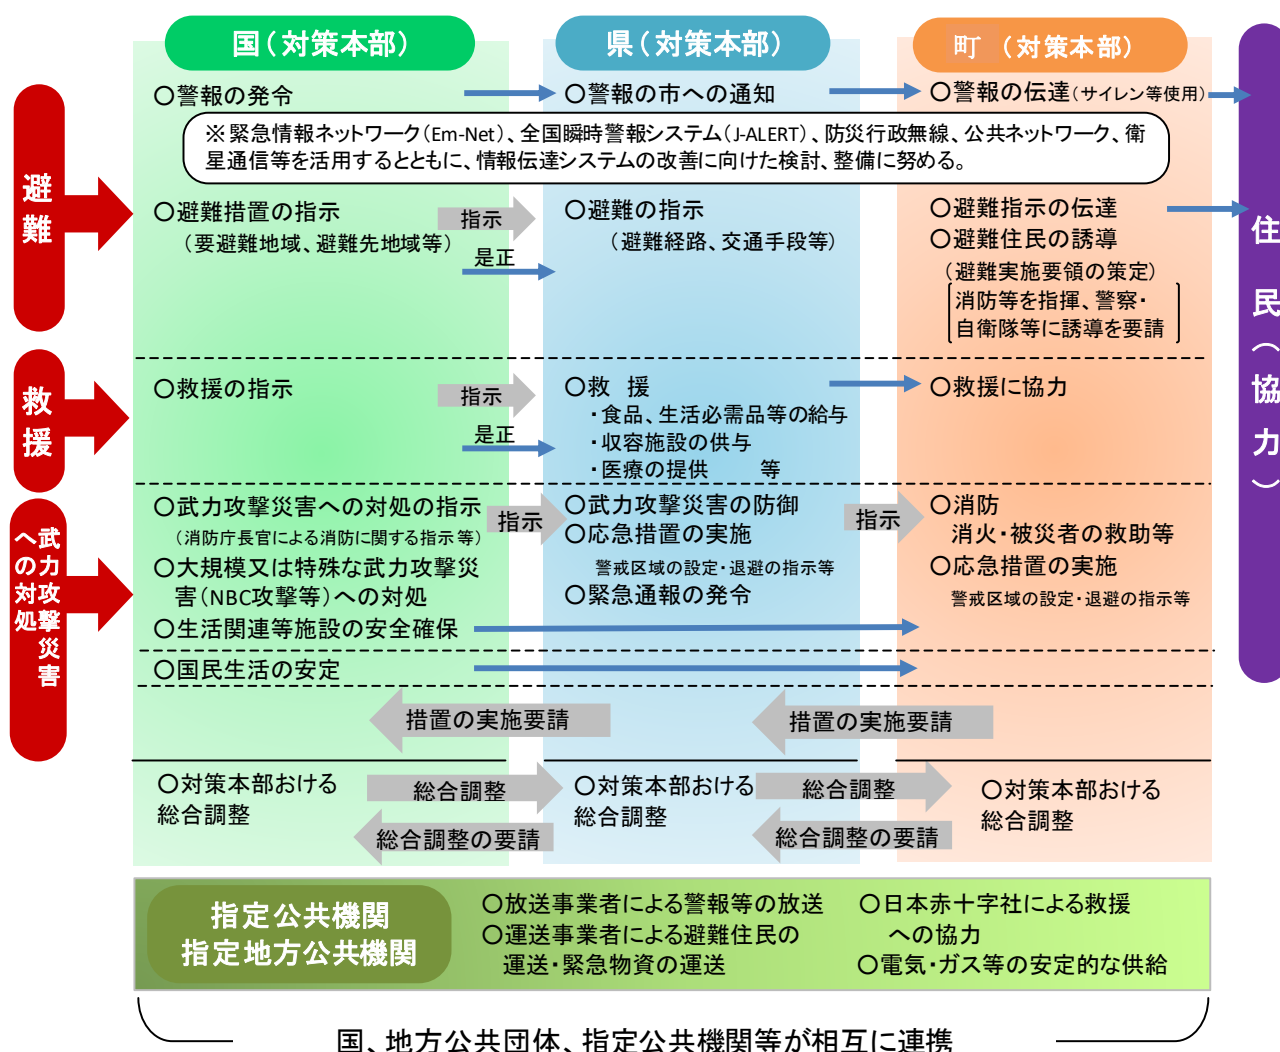 国（対策本部）
県（対策本部）
町（対策本部）
避難
〇警報の発令
〇警報の市への通知
〇警報の伝達（サイレン等使用）
※緊急情報ネットワーク（Em-Net）、全国瞬時警報システム（J-ALERT）、防災行政無線、公共ネットワーク、衛
星通信等を活用するとともに、情報伝達システムの改善に向けた検討、整備に努める。
〇避難措置の指示
（要避難地域、避難先地域等）
指示
是正
〇避難の指示
（避難経路、交通手段等）
〇避難指示の伝達
〇避難住民の誘導
（避難実施要領の策定）
消防等を指揮、警察・
自衛隊等に誘導を要請
救援
〇救援の指示
指示
是正
〇救　援
・食品、生活必需品等の給与
・収容施設の供与
・医療の提供　　等
〇救援に協力
武力攻撃災害
への対処
〇武力攻撃災害への対処の指示
（消防庁長官による消防に関する指示等）
〇大規模又は特殊な武力攻撃災
害（NBC攻撃等）への対処
〇生活関連等施設の安全確保
指示
〇武力攻撃災害の防御
〇応急措置の実施
警戒区域の設定・退避の指示等
〇緊急通報の発令
指示
〇消防
消火・被災者の救助等
〇応急措置の実施
警戒区域の設定・退避の指示等
〇国民生活の安定
措置の実施要請
措置の実施要請
〇対策本部おける
総合調整
総合調整
総合調整の要請
〇対策本部おける
総合調整
総合調整
総合調整の要請
〇対策本部おける
総合調整
住民（協力）
指定公共機関
指定地方公共機関
〇放送事業者による警報等の放送
〇運送事業者による避難住民の
運送・緊急物資の運送
〇日本赤十字社による救援
への協力
〇電気・ガス等の安定的な供給
国、地方公共団体、指定公共機関等が相互に連携